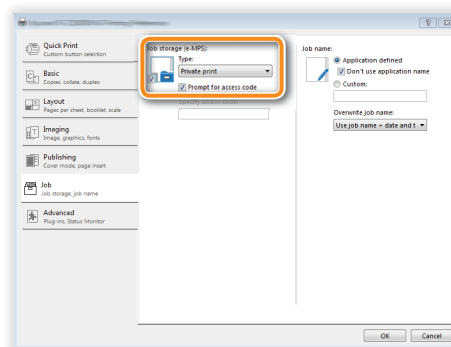 Quick Print
Custom button selection
Basic
Copies, collate, duplex
Layout
Pages per sheet, booklet, scale
Imaging
Image, graphics, fonts
Publishing
Cover mode, page insert
Job
Job storage, job name
Advanced
Plug-ins, Status Monitor
Job storage (e-MPS):
Type:
Private print
Prompt for access code
Specify access code:
Job name:
Application defined
Don't use application name
Custom:
Overwrite job name:
Use job name + date and t
OK
Cancel